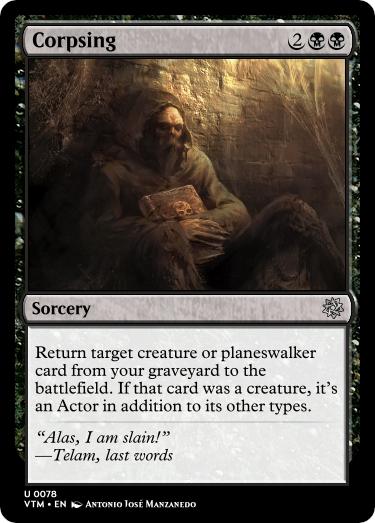 Corpsing 2
Sorcery
Return target creature or planeswalker
card from your graveyard to the
battlefield. If that card was a creature, it's
an Actor in addition to its other types.
“Alas, I am slain!”
—Telam, last words
U 0078
VTM • EN Antonio José Manzanedo